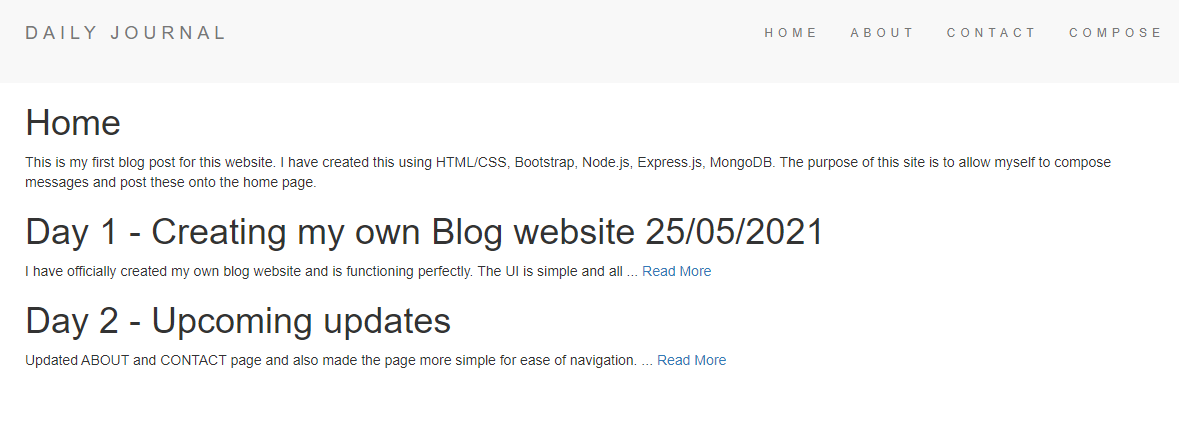 DAILY JOURNAL HOME ABOUT CONTACT COMPOSE
Home
This is my first blog post for this website. I have created this using HTML/CSS, Bootstrap, Node.js, Express.js, MongoDB. The purpose of this site is to allow myself to compose
messages and post these onto the home page.
Day 1 - Creating my own Blog website 25/05/2021
I have officially created my own blog website and is functioning perfectly. The UI is simple and all ... Read More
Day 2 - Upcoming updates
Updated ABOUT and CONTACT page and also made the page more simple for ease of navigation. ... Read More